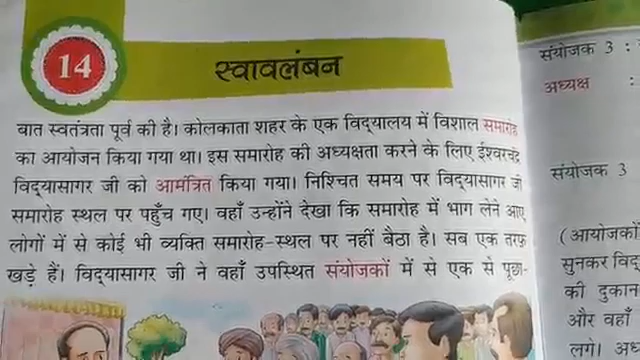 14
स्वावलंबन
बात स्वतंत्रता पूर्व की है। कोलकाता शहर के एक विद्यालय में विशाल समारोह
का आयोजन किया गया था। इस समारोह की अध्यक्षता करने के लिए ईश्वरचंद्र
विद्यासागर जी को आमंत्रित किया गया। निश्चित समय पर विद्यासागर जी
समारोह स्थल पर पहुँच गए। वहाँ उन्होंने देखा कि समारोह में भाग लेने आए
लोगों में से कोई भी व्यक्ति समारोह-स्थल पर नहीं बैठा है। सब एक तरफ़
खड़े हैं। विद्यासागर जी ने वहाँ उपस्थित संयोजकों में से एक से पूछा-
संयोजक 3 :
अध्यक्ष :
संयोजक 3
(आयोजकों
सुनकर
की दुकान
और वहाँ
लगे।